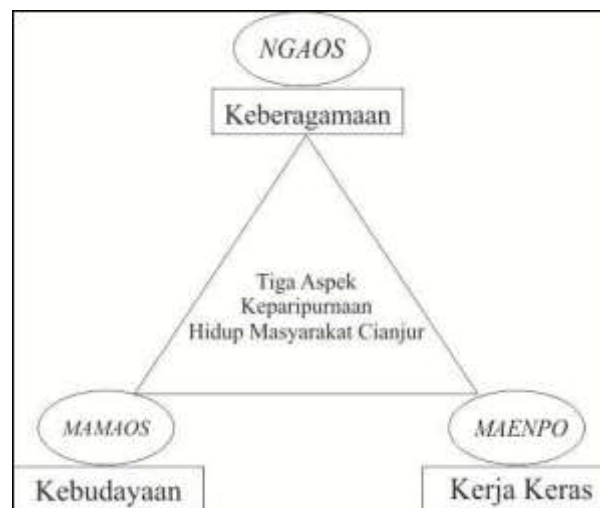 NGAOS
Keberagamaan
Tiga Aspek
Keparipurnaan
Hidup Masyarakat Cianjur
MAMAOS
MAENPO
Kebudayaan
Kerja Keras